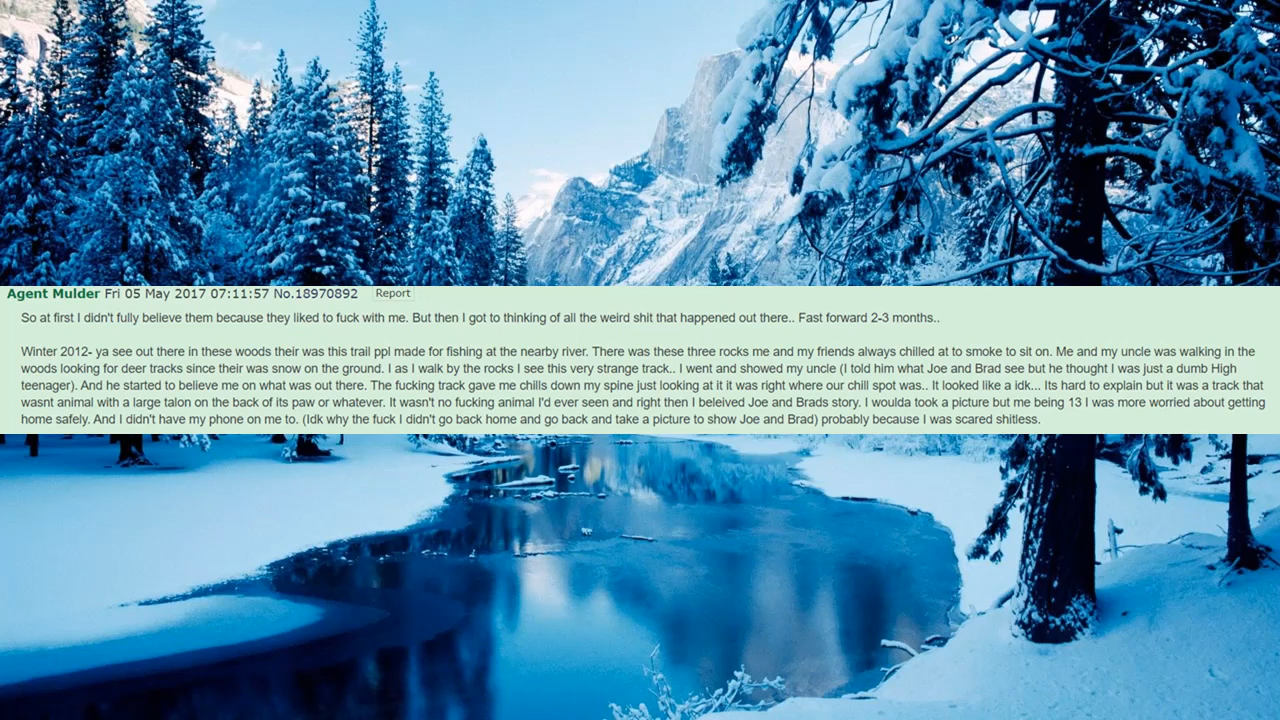 Agent Mulder Fri 05 May 2017 07:11:57 No.18970892 Report
So at first I didn't fully believe them because they liked to fuck with me. But then I got to thinking of all the weird shit that happened out there.. Fast forward 2-3 months..
Winter 2012- ya see out there in these woods their was this trail ppl made for fishing at the nearby river. There was these three rocks me and my friends always chilled at to smoke to sit on. Me and my uncle was walking in the
woods looking for deer tracks since their was snow on the ground. I as I walk by the rocks I see this very strange track.. I went and showed my uncle (I told him what Joe and Brad see but he thought I was just a dumb High
teenager). And he started to believe me on what was out there. The fucking track gave me chills down my spine just looking at it it was right where our chill spot was.. It looked like a idk... Its hard to explain but it was a track that
wasnt animal with a large talon on the back of its paw or whatever. It wasn't no fucking animal I'd ever seen and right then I beleived Joe and Brads story. I woulda took a picture but me being 13 I was more worried about getting
home safely. And I didn't have my phone on me to. (Idk why the fuck I didn't go back home and go back and take a picture to show Joe and Brad) probably because I was scared shitless.